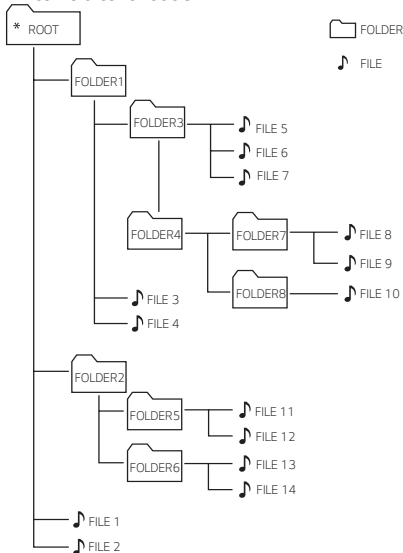 * ROOT
FOLDER
FILE
FOLDER1
FOLDER3
FILE 5
FILE 6
FILE 7
FOLDER4
FOLDER7
FILE 8
FILE 9
FOLDER8
FILE 10
FILE 3
FILE 4
FOLDER2
FOLDER5
FILE 11
FILE 12
FOLDER6
FILE 13
FILE 14
FILE 1
FILE 2